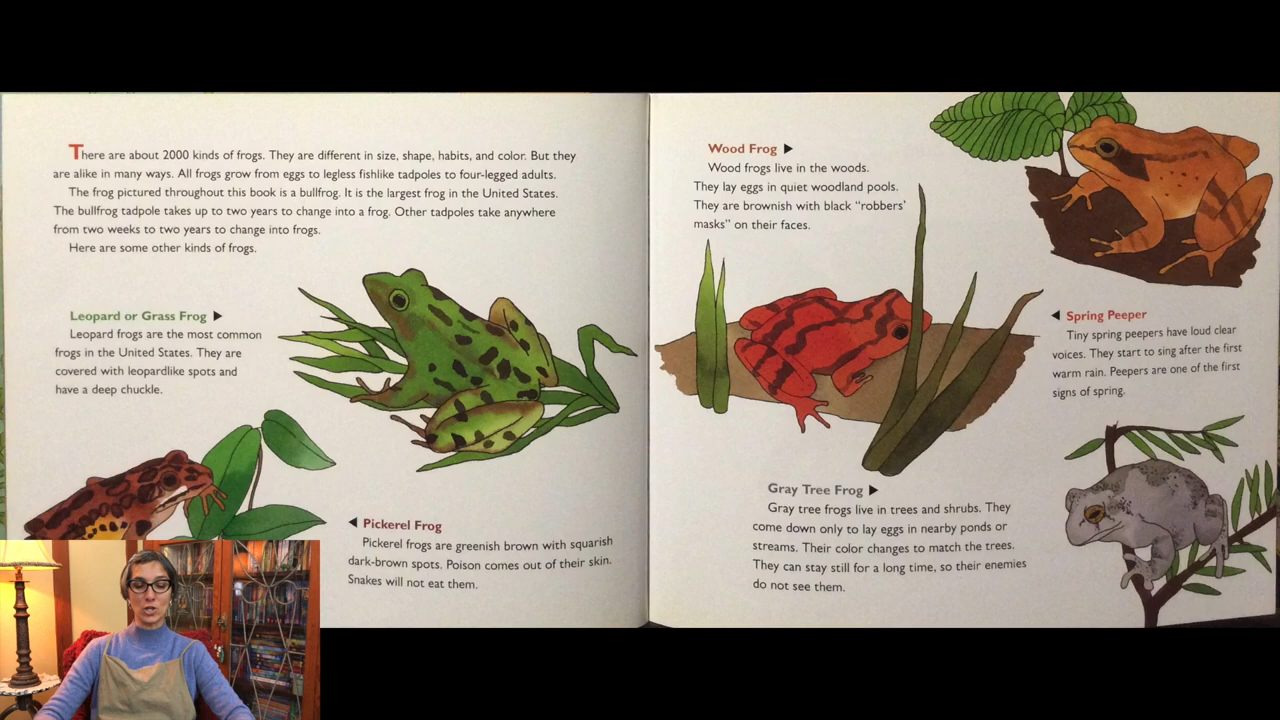 There are about 2000 kinds of frogs. They are different in size, shape, habits, and color. But they
are alike in many ways. All frogs grow from eggs to legless fishlike tadpoles to four-legged adults.
The frog pictured throughout this book is a bullfrog. It is the largest frog in the United States.
The bullfrog tadpole takes up to two years to change into a frog. Other tadpoles take anywhere
from two weeks to two years to change into frogs.
Here are some other kinds of frogs.
Leopard or Grass Frog ▶
Leopard frogs are the most common
frogs in the United States. They are
covered with leopardlike spots and
have a deep chuckle.
◀ Pickerel Frog
Pickerel frogs are greenish brown with squarish
dark-brown spots. Poison comes out of their skin.
Snakes will not eat them.
Wood Frog ▶
Wood frogs live in the woods.
They lay eggs in quiet woodland pools.
They are brownish with black “robbers’
masks” on their faces.
◀ Spring Peeper
Tiny spring peepers have loud clear
voices. They start to sing after the first
warm rain. Peepers are one of the first
signs of spring.
Gray Tree Frog ▶
Gray tree frogs live in trees and shrubs. They
come down only to lay eggs in nearby ponds or
streams. Their color changes to match the trees.
They can stay still for a long time, so their enemies
do not see them.